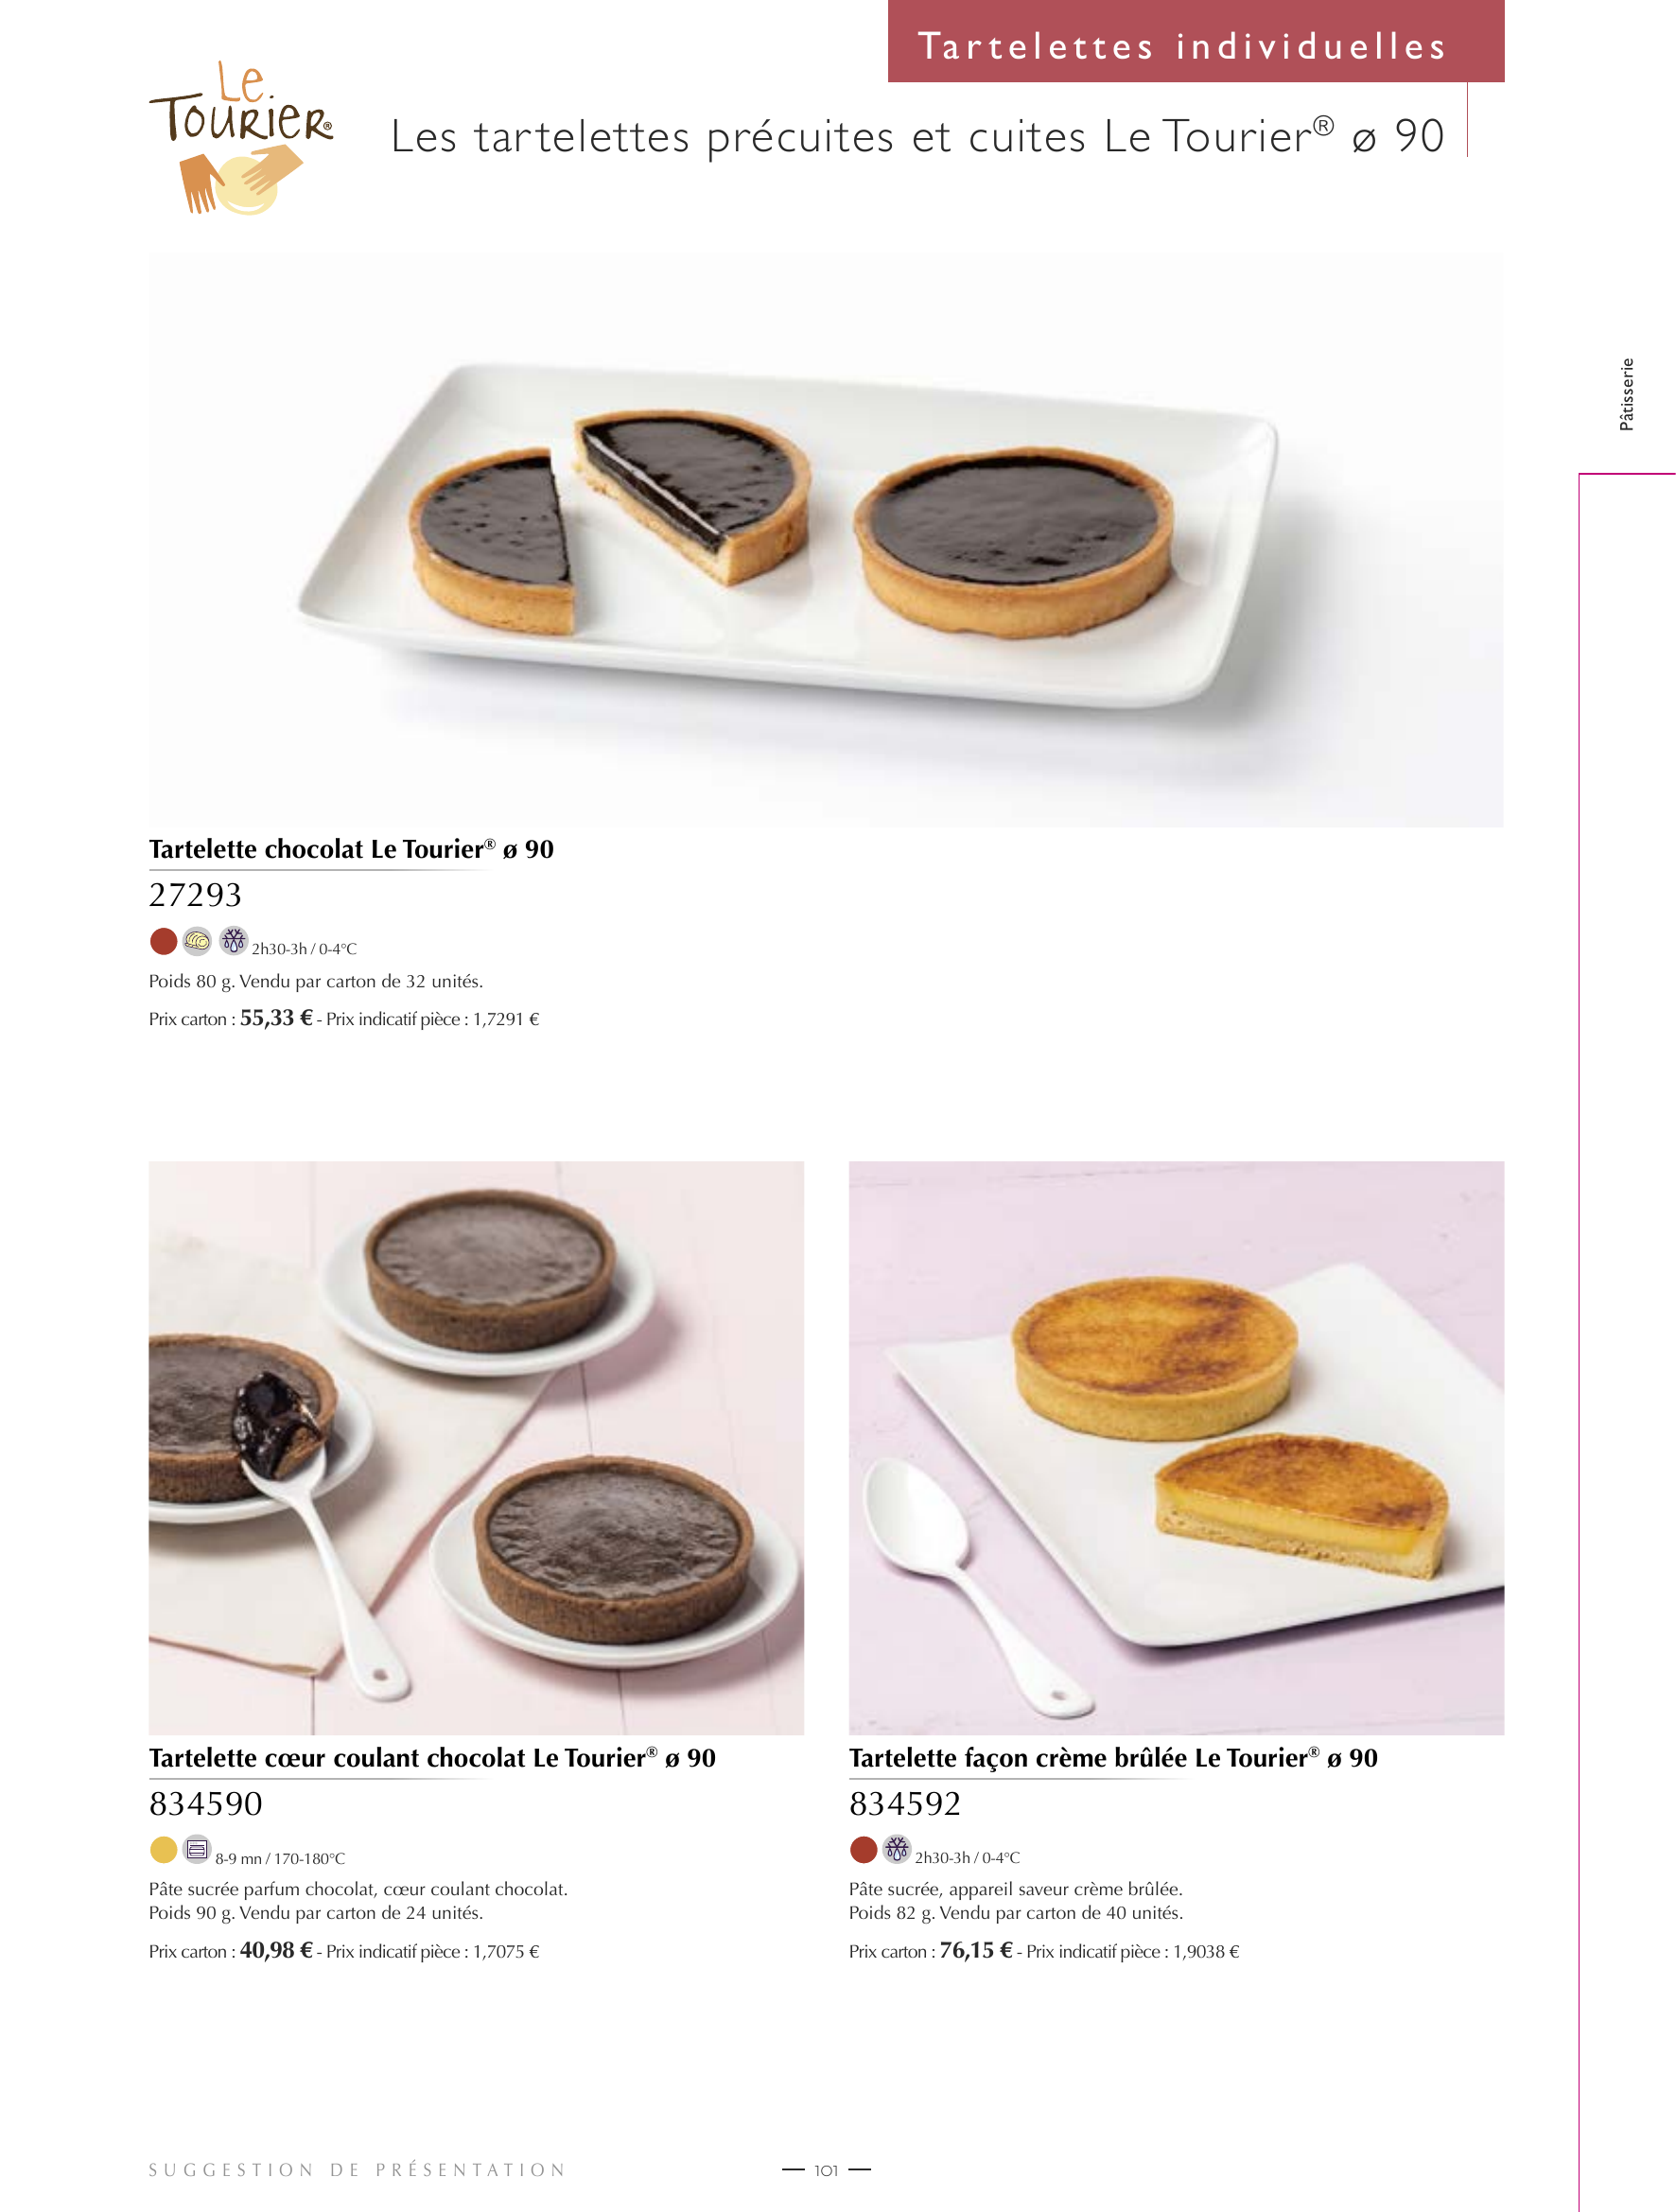 Tartelettes individuelles
Le
Tourier®
Les tartelettes précuites et cuites Le Tourier® ø 90
Pâtisserie
Tartelette chocolat Le Tourier® ø 90
27293
2h30-3h / 0-4°C
Poids 80 g. Vendu par carton de 32 unités.
Prix carton : 55,33 € - Prix indicatif pièce : 1,7291 €
Tartelette cœur coulant chocolat Le Tourier® ø 90
834590
8-9 mn / 170-180°C
Pâte sucrée parfum chocolat, cœur coulant chocolat.
Poids 90 g. Vendu par carton de 24 unités.
Prix carton : 40,98 € - Prix indicatif pièce : 1,7075 €
Tartelette façon crème brûlée Le Tourier® ø 90
834592
2h30-3h / 0-4°C
Pâte sucrée, appareil saveur crème brûlée.
Poids 82 g. Vendu par carton de 40 unités.
Prix carton : 76,15 € - Prix indicatif pièce : 1,9038 €
SUGGESTION DE PRÉSENTATION
101